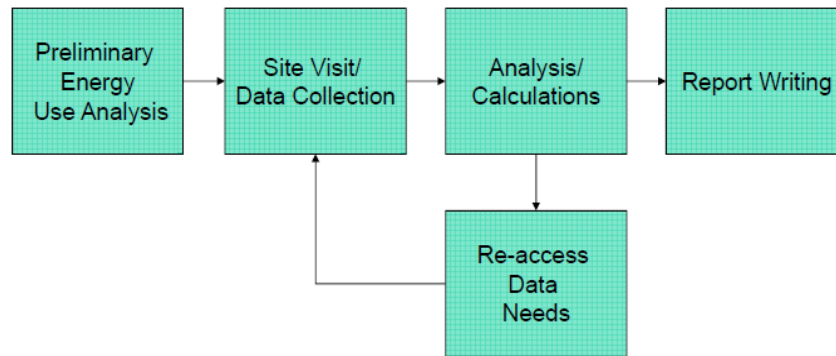 Preliminary
Energy
Use Analysis
Site Visit/
Data Collection
Analysis/
Calculations
Report Writing
Re-access
Data
Needs